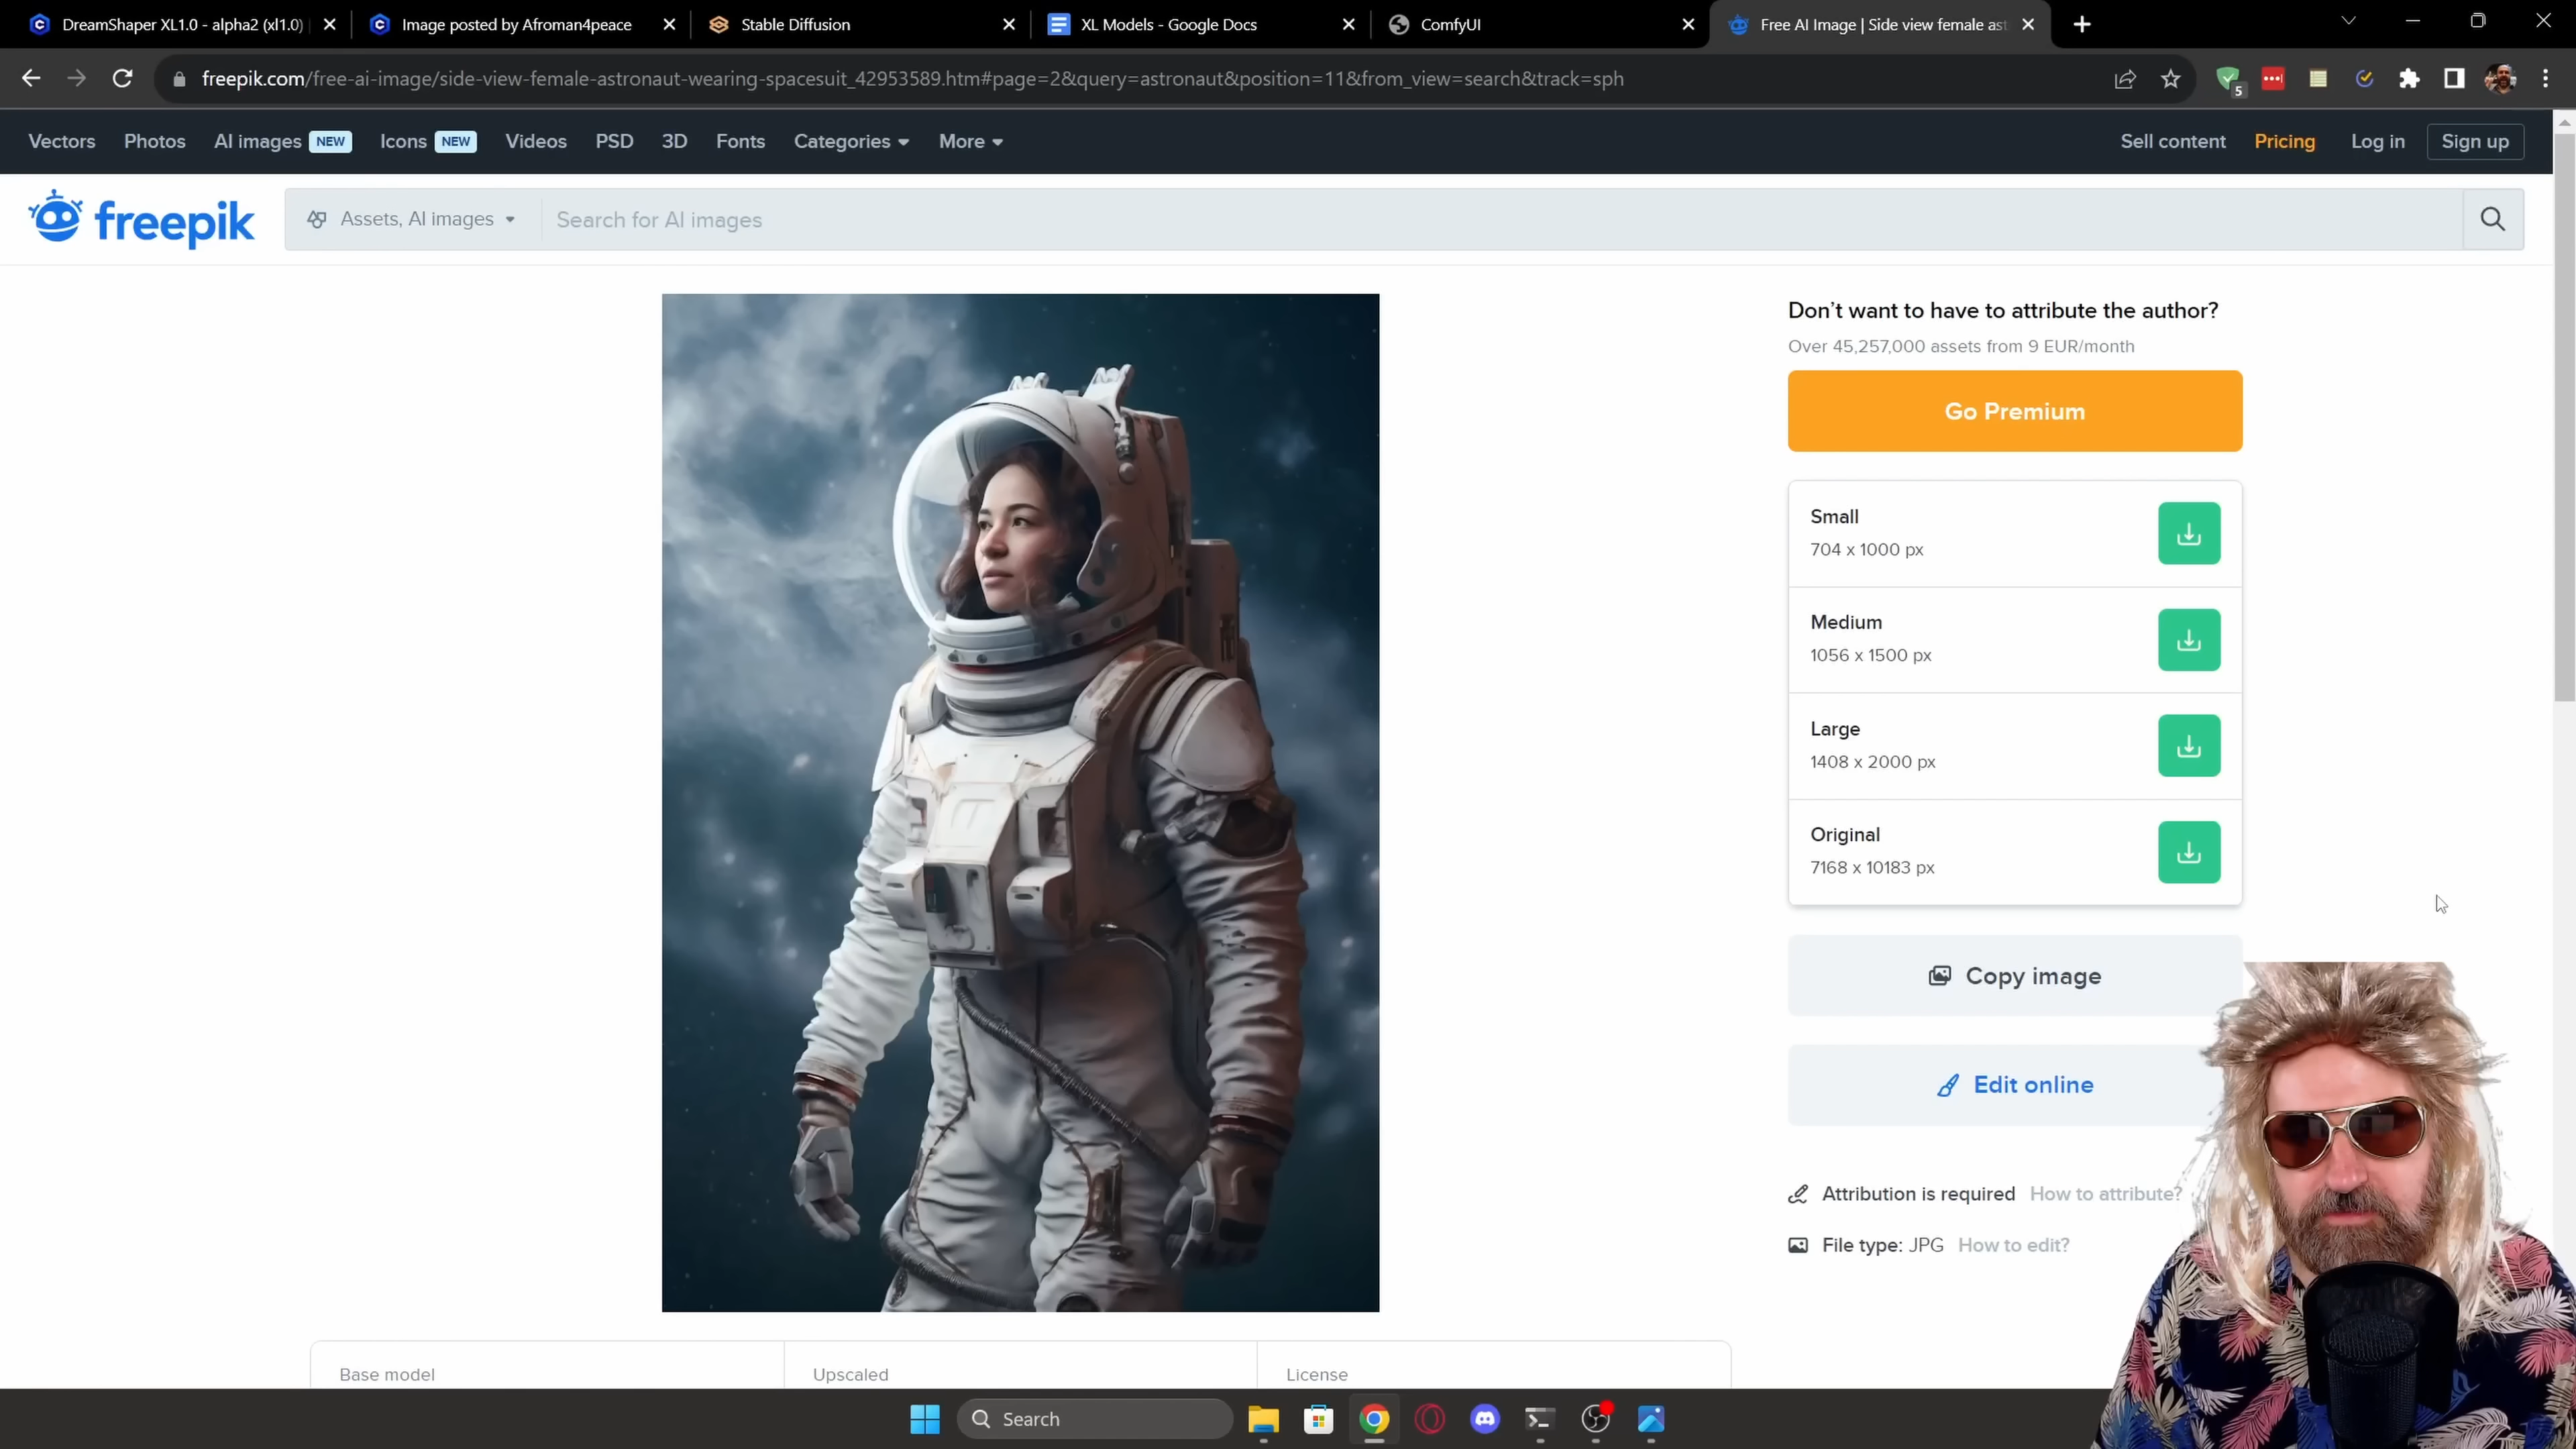 DreamShaper XL1.0 - alpha2 (xl1.0)
Image posted by Afroman4peace
Stable Diffusion
XL Models - Google Docs
ComfyUI
Free AI Image | Side view female ast
freepik.com/free-ai-image/side-view-female-astronaut-wearing-spacesuit_42953589.htm#page=2&query=astronaut&position=11&from_view=search&track=sph
5
Vectors Photos AI images NEW Icons NEW Videos PSD 3D Fonts Categories More
Sell content Pricing Log in Sign up
freepik
Assets, AI images
Search for AI images
Don't want to have to attribute the author?
Over 45,257,000 assets from 9 EUR/month
Go Premium
Small
704 x 1000 px
Medium
1056 x 1500 px
Large
1408 x 2000 px
Original
7168 x 10183 px
Copy image
Edit online
Attribution is required How to attribute?
File type: JPG How to edit?
Base model
Upscaled
License
Search